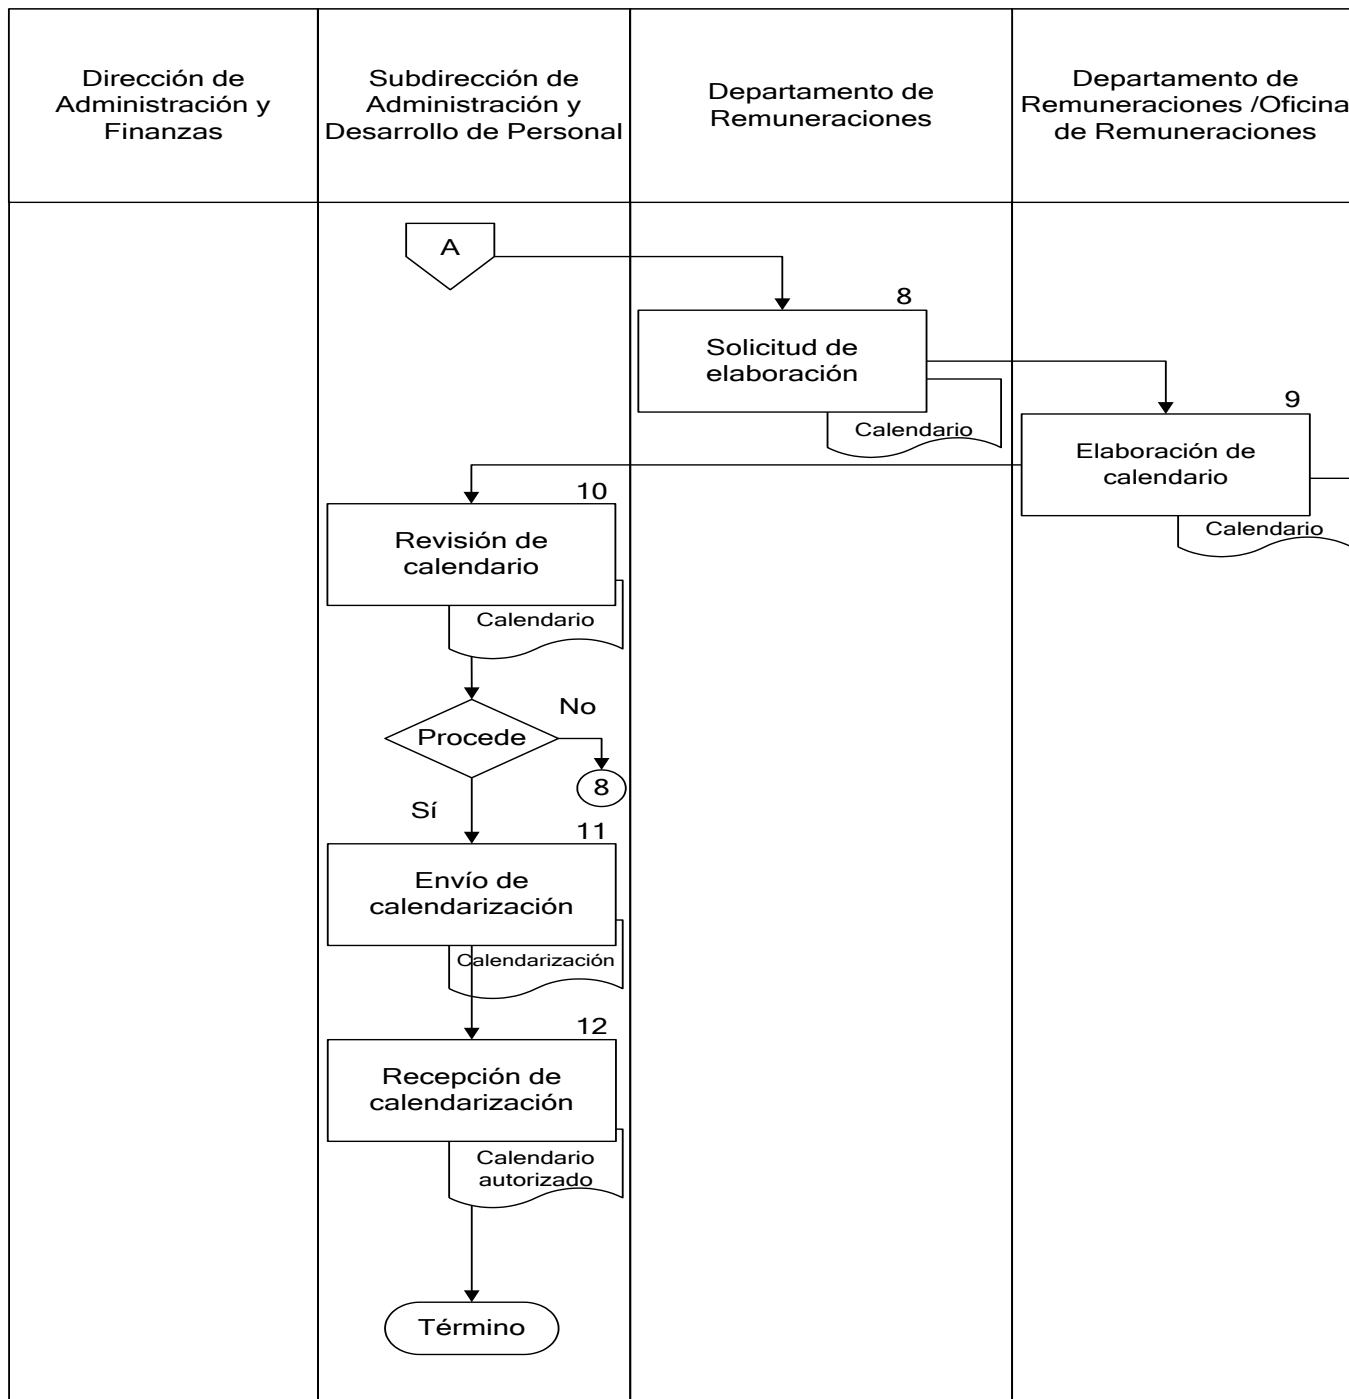 Dirección de
Administración y
Finanzas
Subdirección de
Administración y
Desarrollo de Personal
Departamento de
Remuneraciones
Departamento de
Remuneraciones /Oficina
de Remuneraciones
A
8
Solicitud de
elaboración
Calendario
9
Elaboración de
calendario
Calendario
10
Revisión de
calendario
Calendario
Procede
No
8
Sí
11
Envío de
calendarización
Calendarización
12
Recepción de
calendarización
Calendario
autorizado
Término